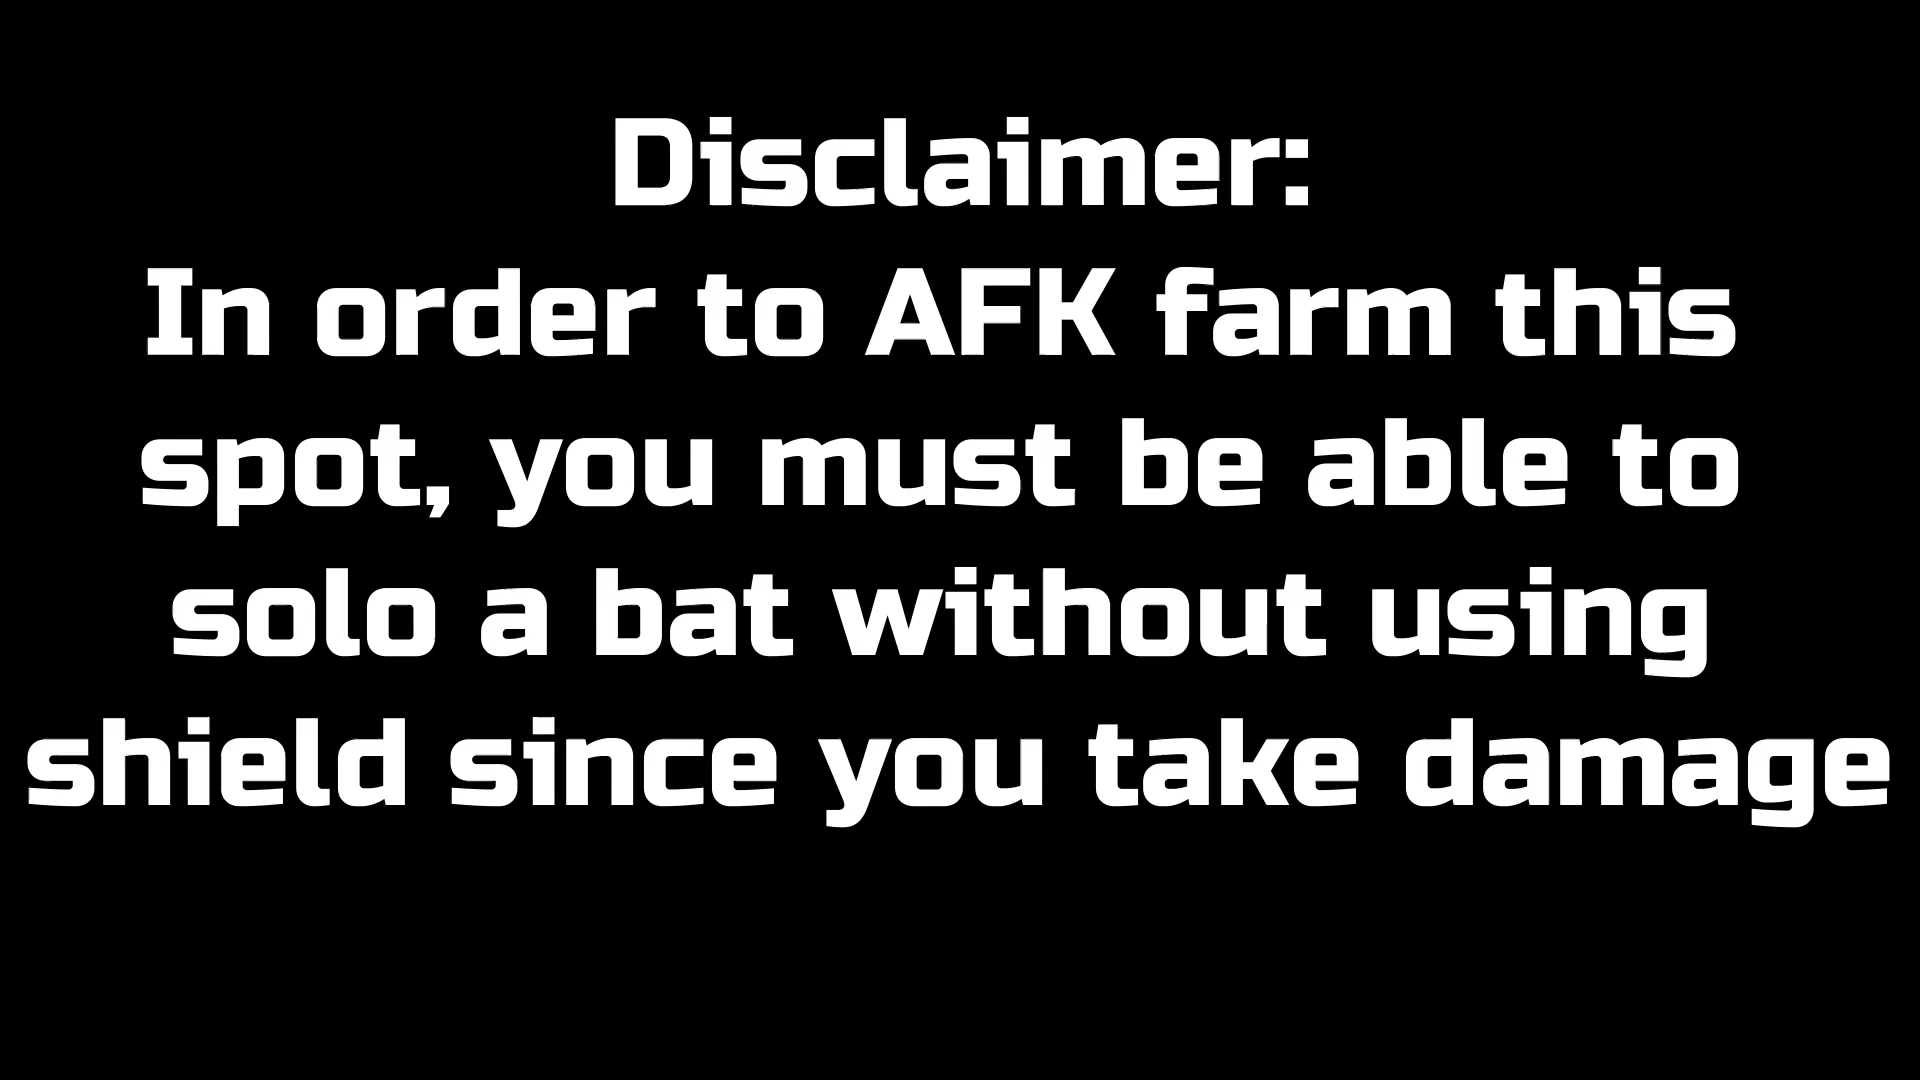 Disclaimer:
In order to AFK farm this
spot, you must be able to
solo a bat without using
shield since you take damage